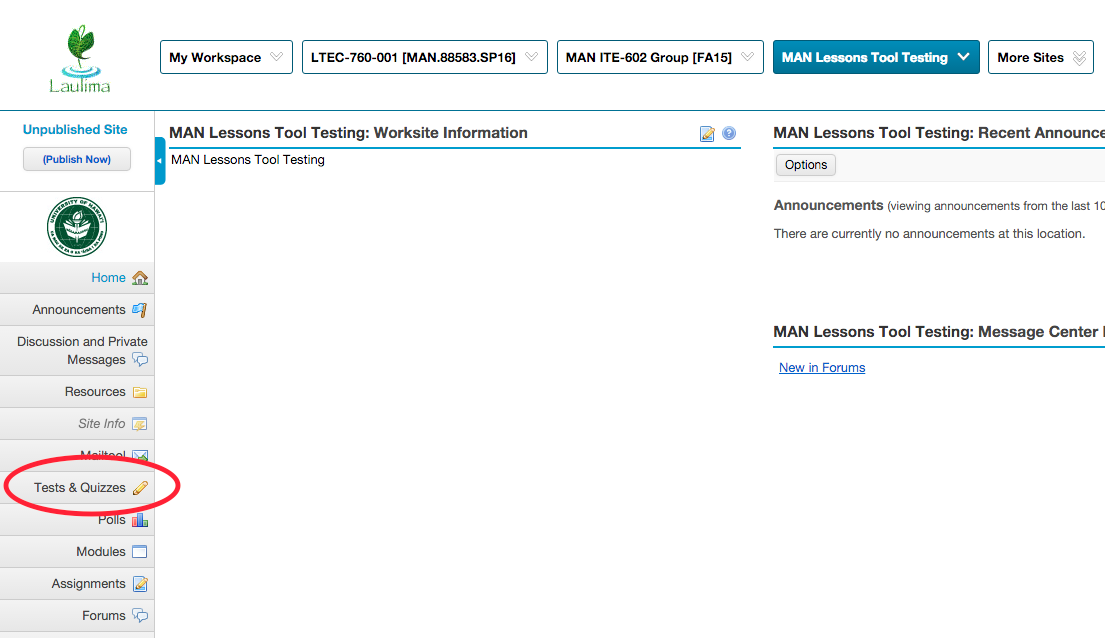 Laulima
My Workspace
LTEC-760-001 [MAN.88583.SP16]
MAN ITE-602 Group [FA15]
MAN Lessons Tool Testing
More Sites
Unpublished Site
(Publish Now)
UNIVERSITY OF HAWAI'I
Home
Announcements
Discussion and Private
Messages
Resources
Site Info
Mailtool
Tests & Quizzes
Polls
Modules
Assignments
Forums
MAN Lessons Tool Testing: Worksite Information
MAN Lessons Tool Testing
MAN Lessons Tool Testing: Recent Announce
Options
Announcements (viewing announcements from the last 10
There are currently no announcements at this location.
MAN Lessons Tool Testing: Message Center
New in Forums